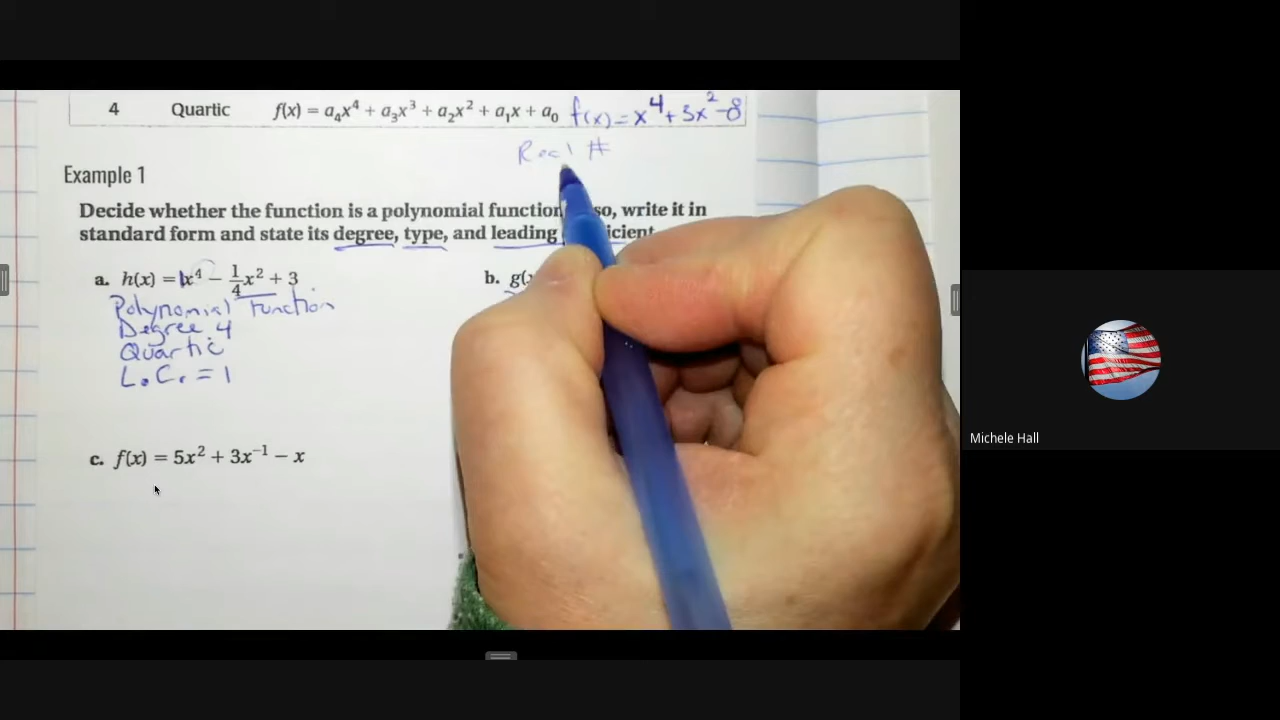 4 Quartic f(x) = a₄x⁴ + a₃x³ + a₂x² + a₁x + a₀ f(x) = x⁴ + 3x² - 8
Real #
Example 1
Decide whether the function is a polynomial function so, write it in
standard form and state its degree, type, and leading icient
a. h(x) = 1x⁴ − 1/4x² + 3
b. g(
Polynomial Function
Degree 4
Quartic
L.C. = 1
c. f(x) = 5x² + 3x⁻¹ − x
Michele Hall